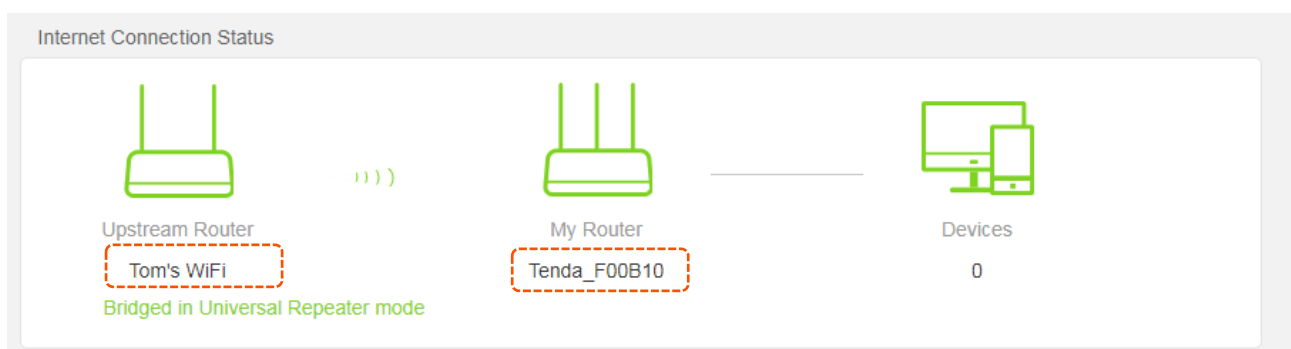 Internet Connection Status
Upstream Router
My Router
Devices
Tom's WiFi
Tenda_F00B10
0
Bridged in Universal Repeater mode